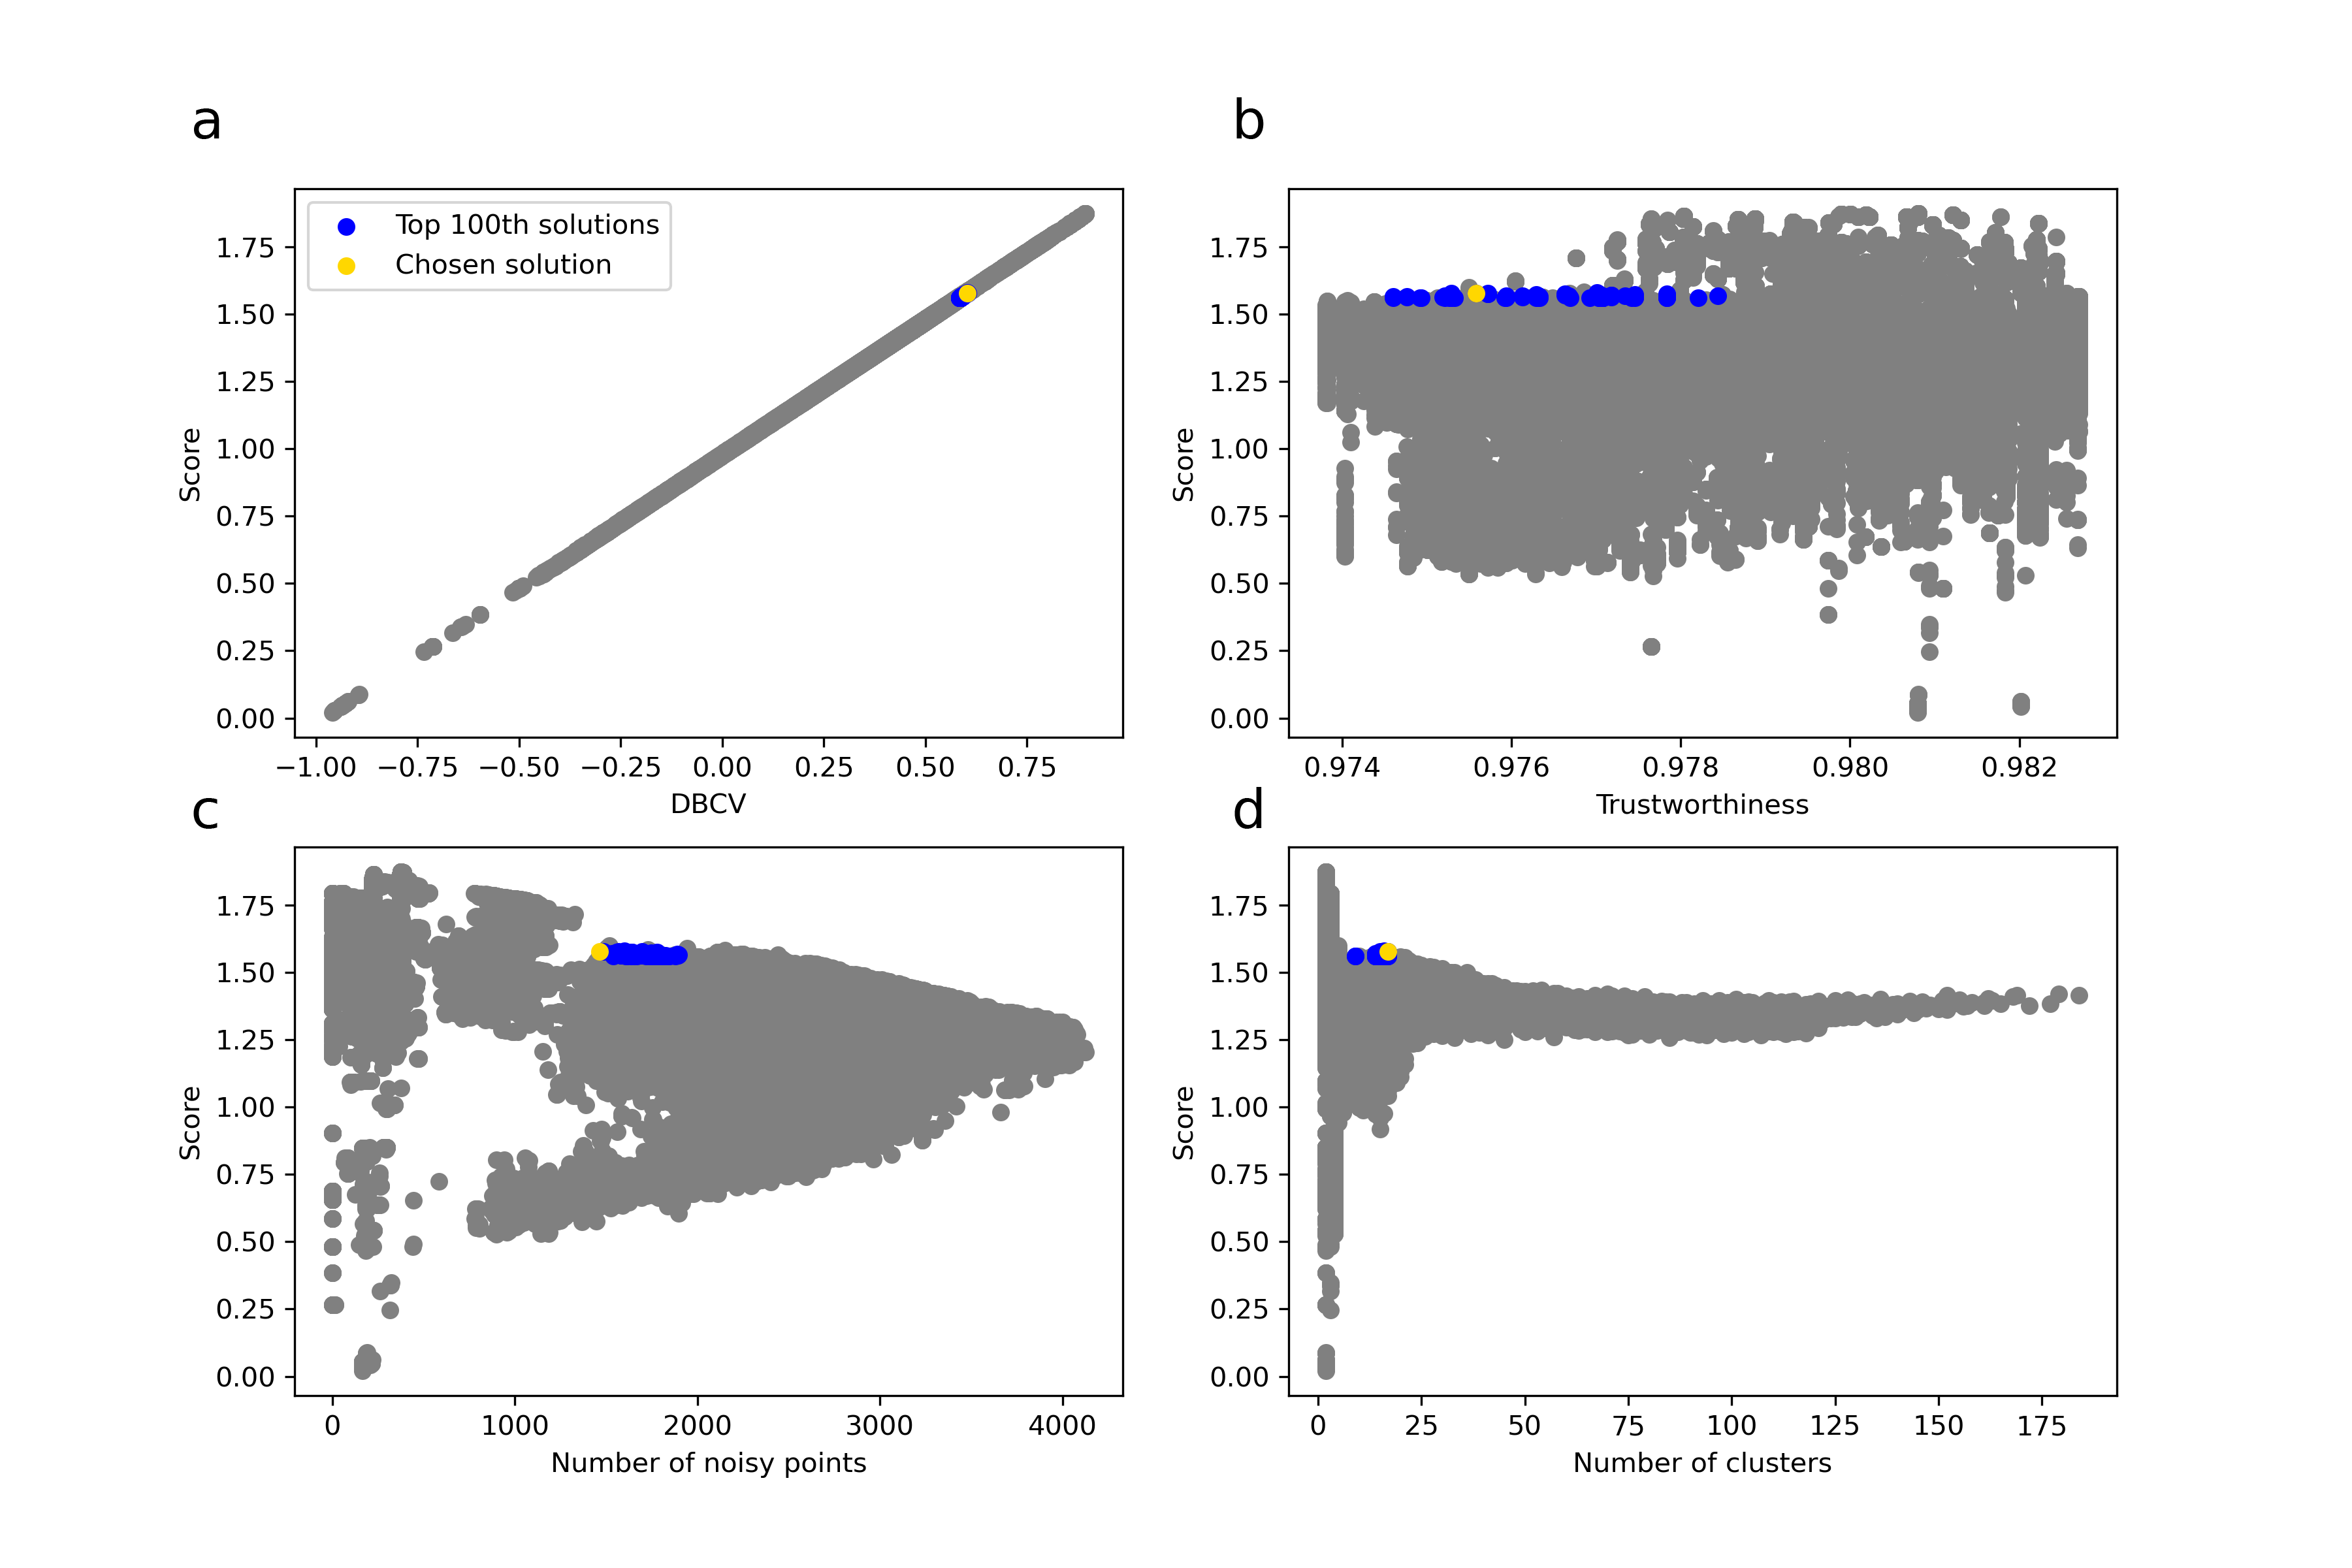 a
Top 100th solutions
Chosen solution
1.75
1.50
1.25
1.00
0.75
0.50
0.25
0.00
Score
−1.00 −0.75 −0.50 −0.25 0.00 0.25 0.50 0.75
DBCV
b
1.75
1.50
1.25
1.00
0.75
0.50
0.25
0.00
Score
0.974 0.976 0.978 0.980 0.982
Trustworthiness
c
1.75
1.50
1.25
1.00
0.75
0.50
0.25
0.00
Score
0 1000 2000 3000 4000
Number of noisy points
d
1.75
1.50
1.25
1.00
0.75
0.50
0.25
0.00
Score
0 25 50 75 100 125 150 175
Number of clusters